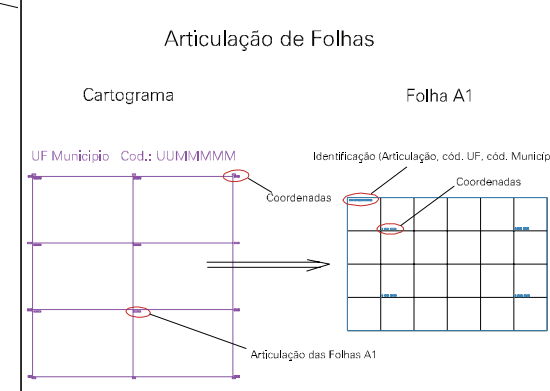 Articulação de Folhas
Cartograma
Folha A1
UF Municipio Cod.: UUMMMMM
Identificação (Articulação, cód. UF, cód. Municíp
Coordenadas
Coordenadas
Articulação das Folhas A1